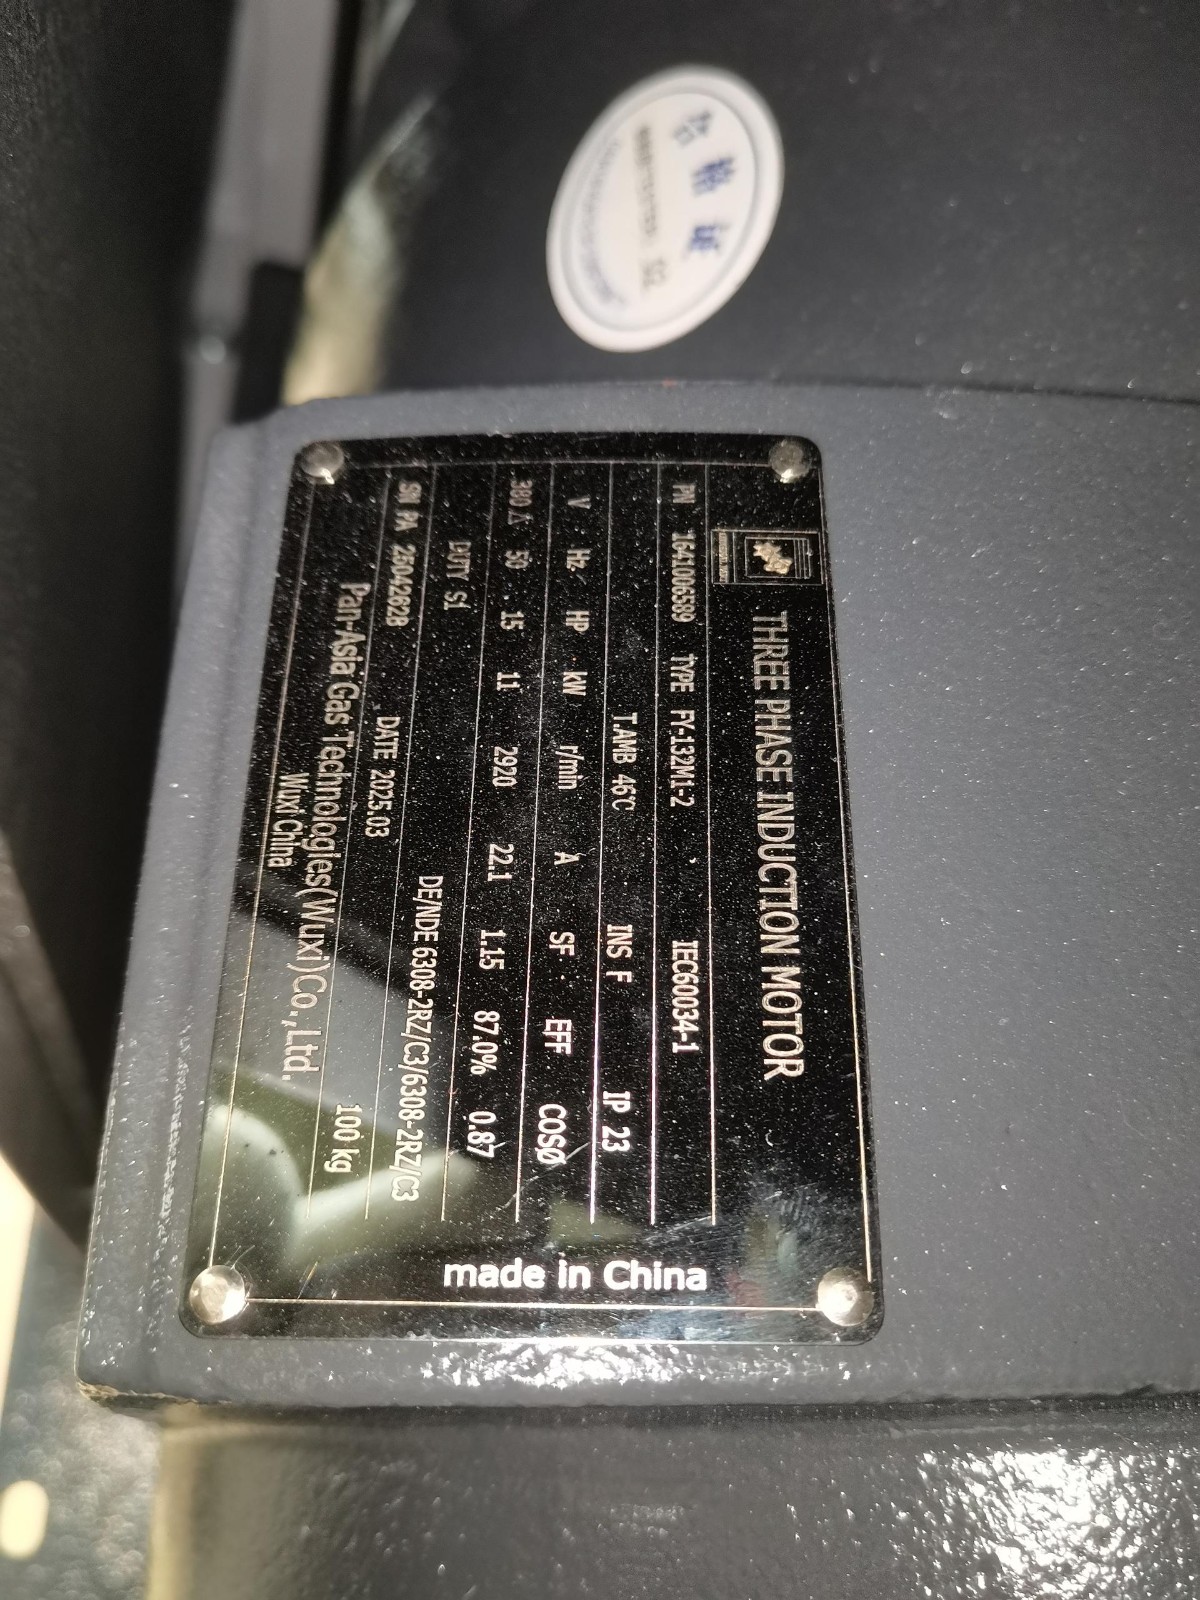 合格证
THREE PHASE INDUCTION MOTOR
PN 1641006589 TYPE FY-132M1-2 IEC60034-1
T.AMB 46℃ INS F IP 23
V Hz HP kW r/min A SF EFF COSØ
380△ 50 15 11 2920 22.1 1.15 87.0% 0.87
DUTY S1 DE/NDE 6308-2RZ/C3/6308-2RZ/C3
SN PA 25042628 DATE 2025.03 100 kg
Pan-Asia Gas Technologies(Wuxi)Co.,Ltd.
Wuxi China
made in China